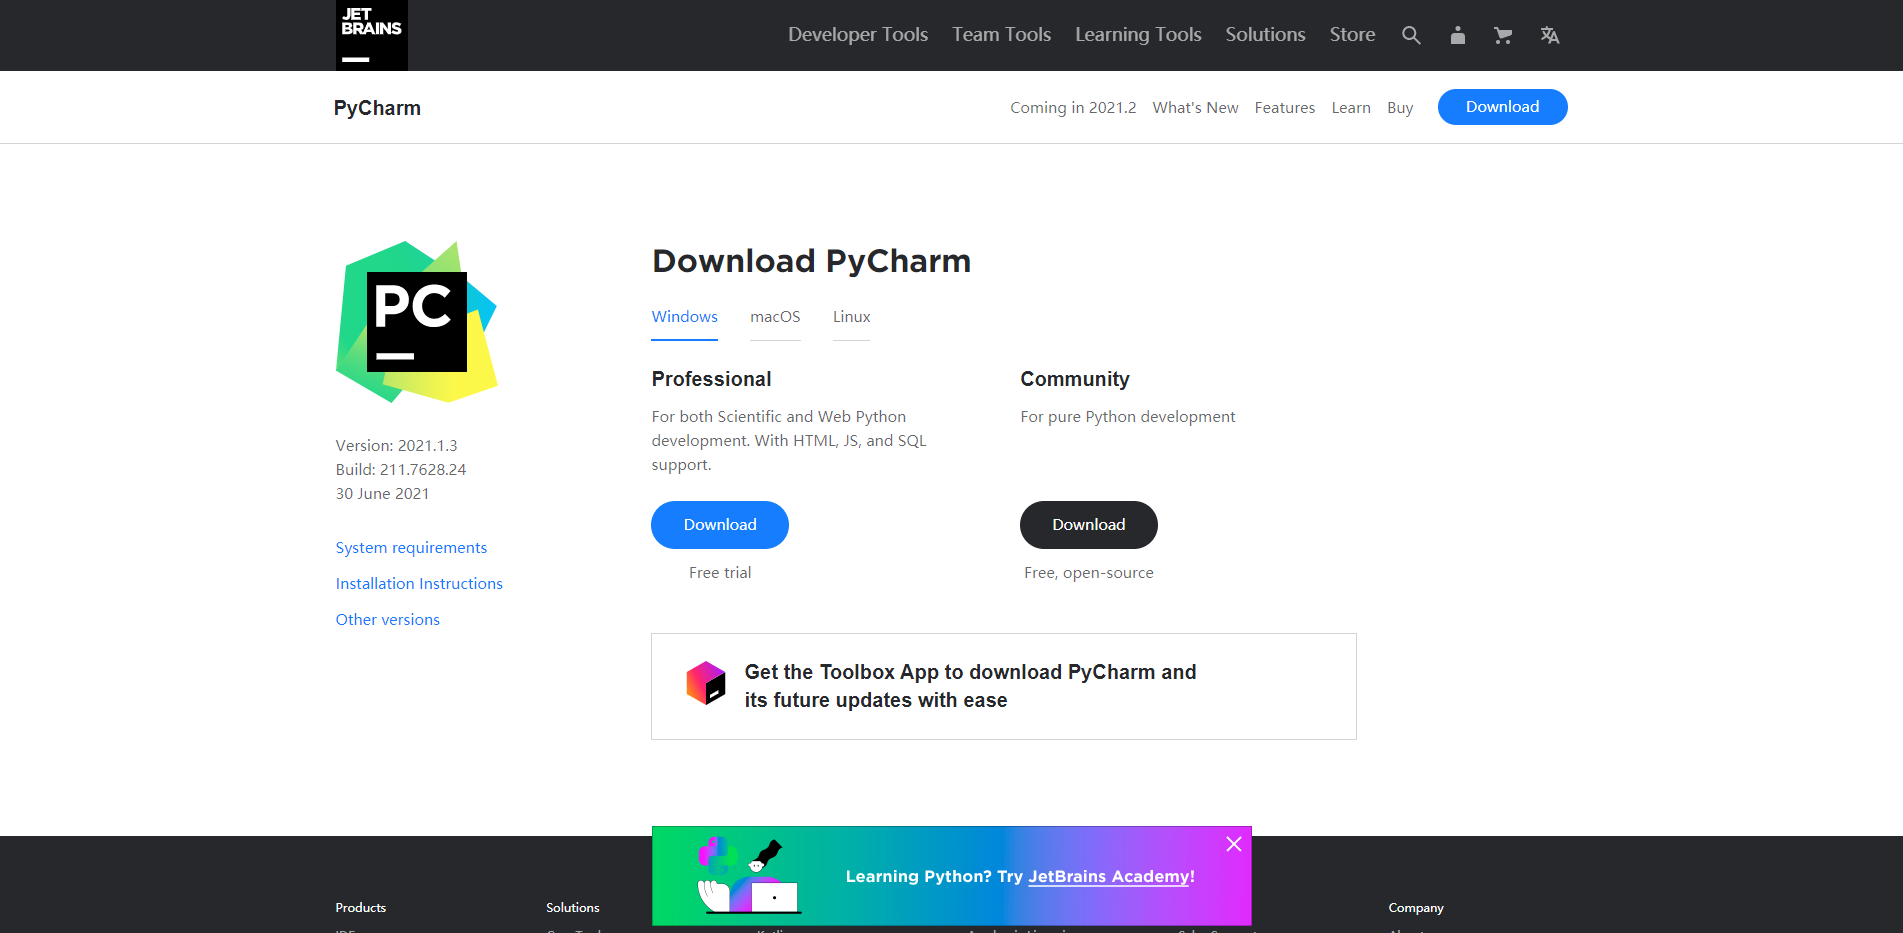 JET
BRAINS
Developer Tools Team Tools Learning Tools Solutions Store
PyCharm
Coming in 2021.2 What's New Features Learn Buy Download
PC
Version: 2021.1.3
Build: 211.7628.24
30 June 2021
System requirements
Installation Instructions
Other versions
Download PyCharm
Windows macOS Linux
Professional
For both Scientific and Web Python
development. With HTML, JS, and SQL
support.
Download
Free trial
Community
For pure Python development
Download
Free, open-source
Get the Toolbox App to download PyCharm and
its future updates with ease
Learning Python? Try JetBrains Academy!
Products Solutions Company